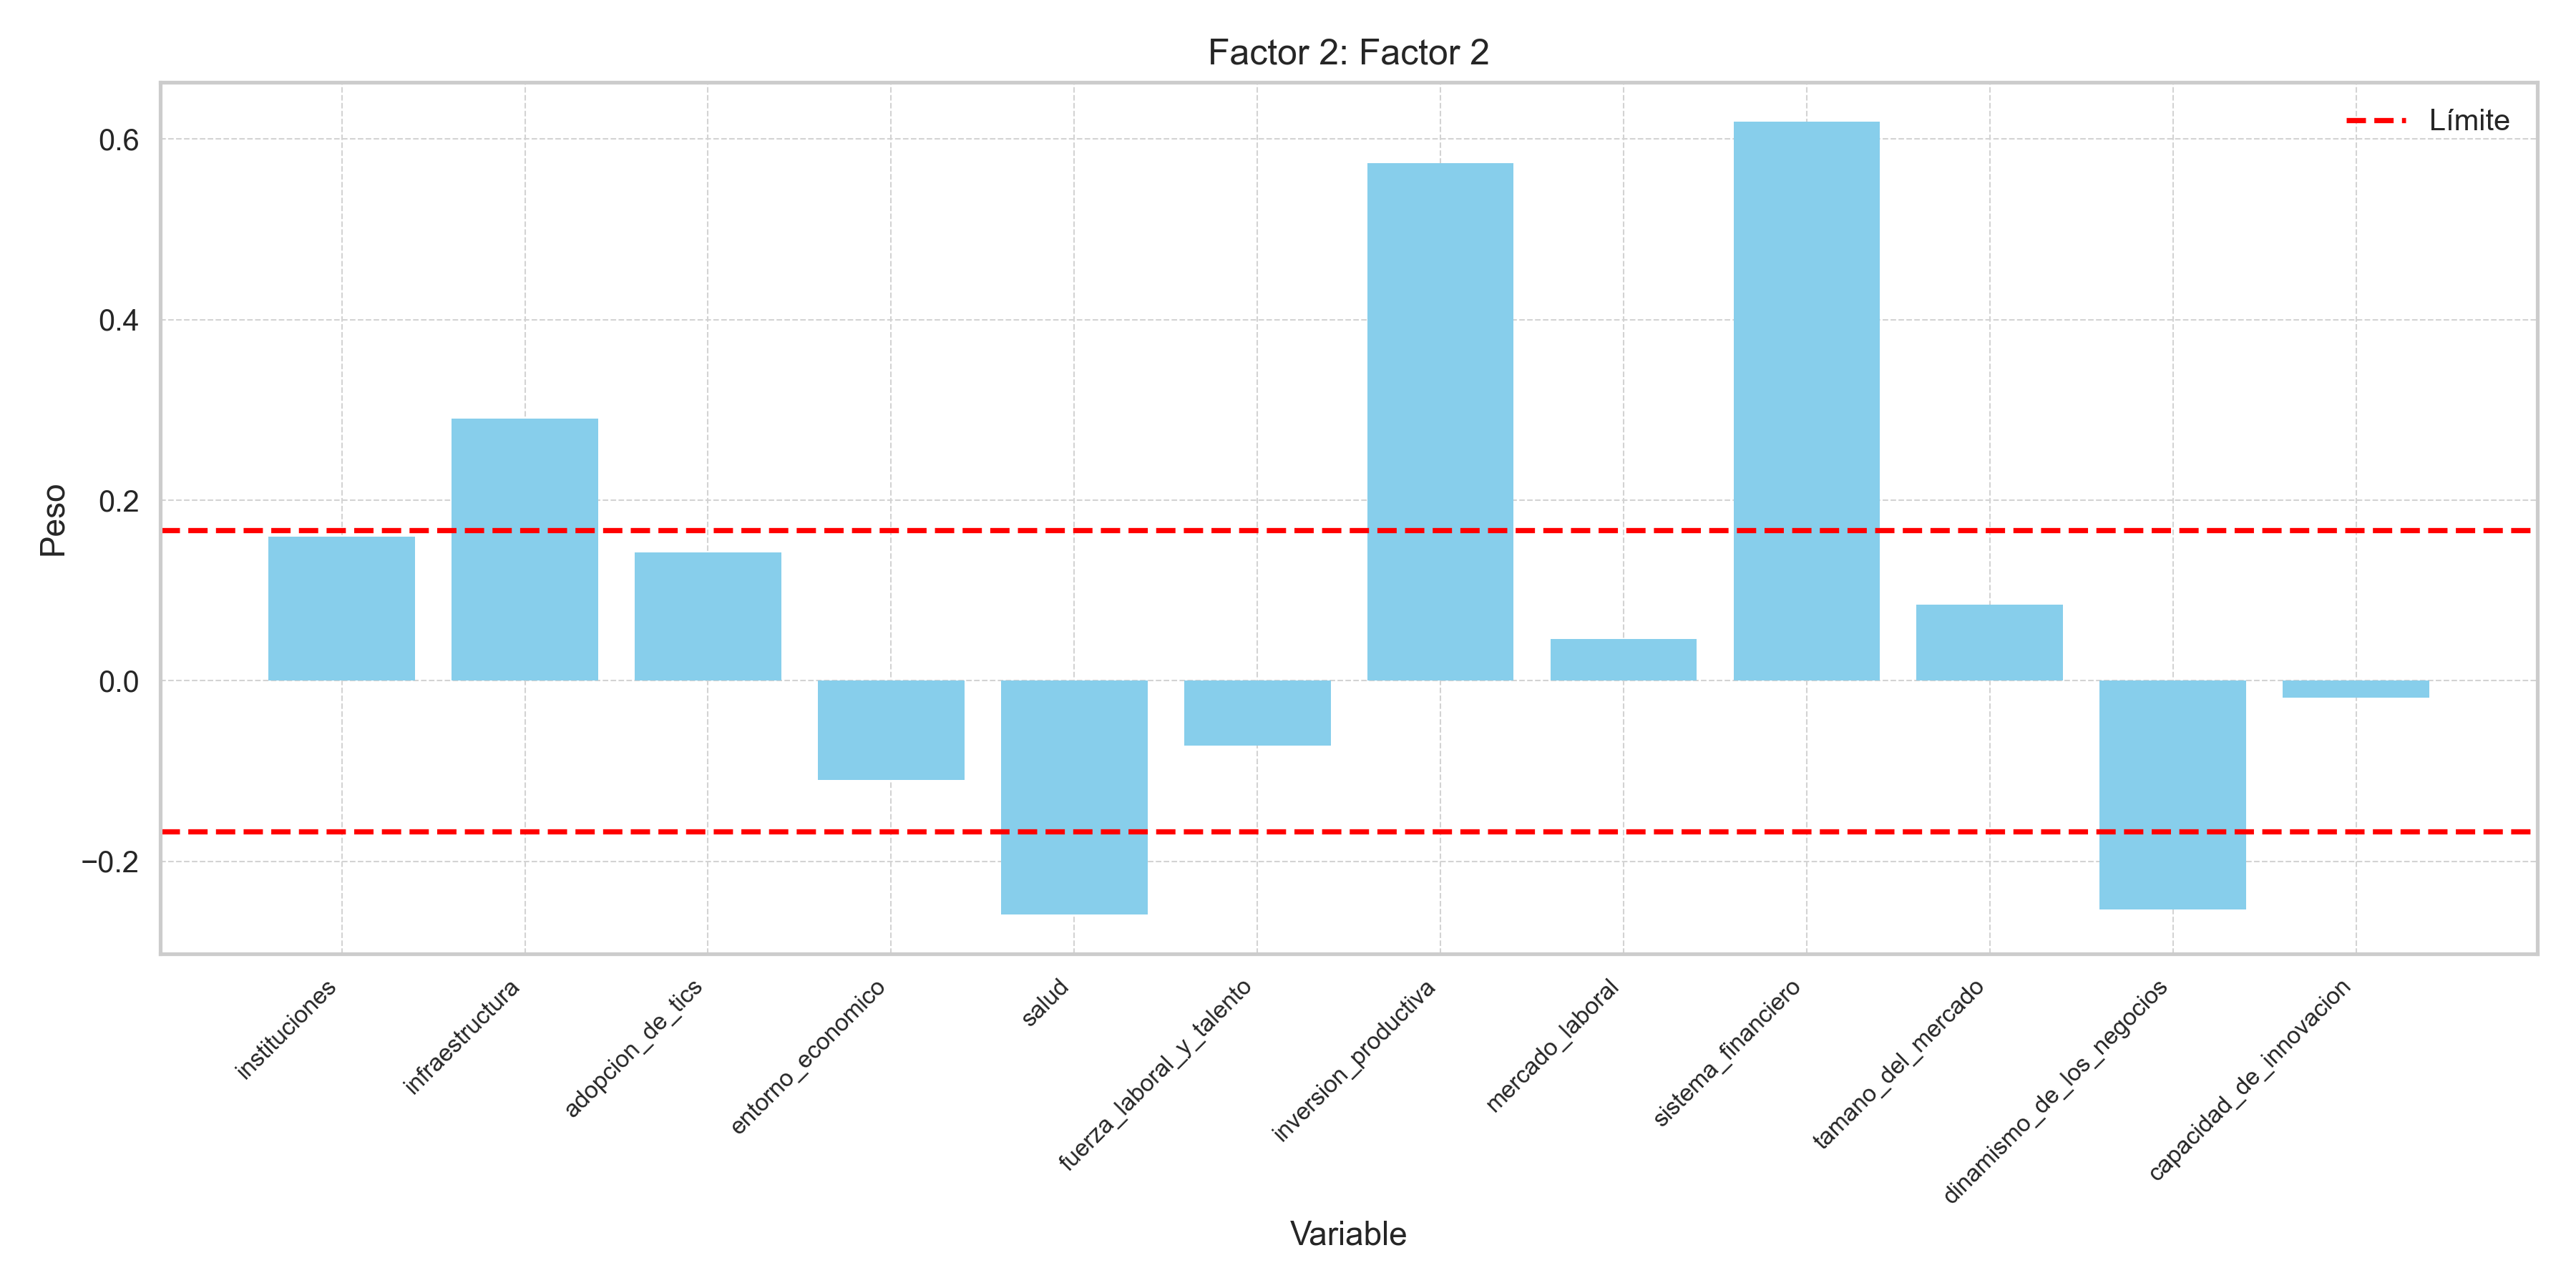 Factor 2: Factor 2
Límite
Peso
0.6
0.4
0.2
0.0
−0.2
instituciones
infraestructura
adopcion_de_tics
entorno_economico
salud
fuerza_laboral_y_talento
inversion_productiva
mercado_laboral
sistema_financiero
tamano_del_mercado
dinamismo_de_los_negocios
capacidad_de_innovacion
Variable